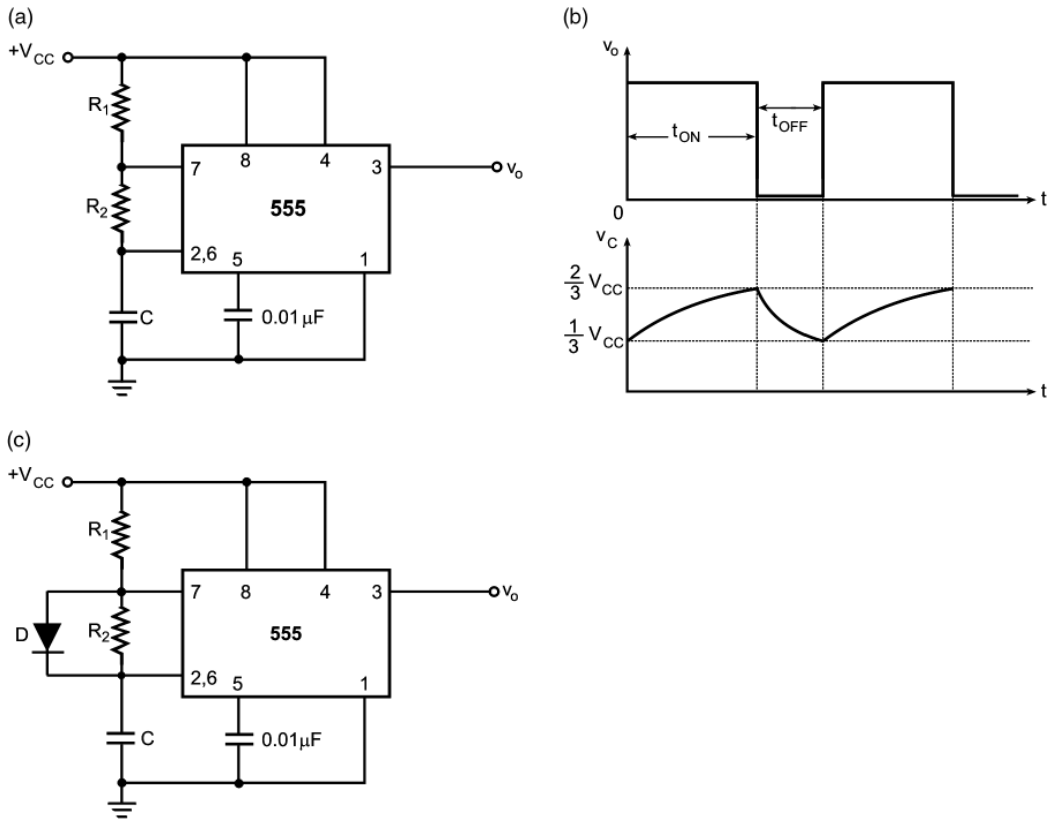 (a)
+VCC
R1
R2
C
7
8
4
3
555
2,6
5
1
0.01 μF
vo
(b)
vo
tON
tOFF
0
t
vC
2/3 VCC
1/3 VCC
t
(c)
+VCC
R1
D
R2
C
7
8
4
3
555
2,6
5
1
0.01μF
vo